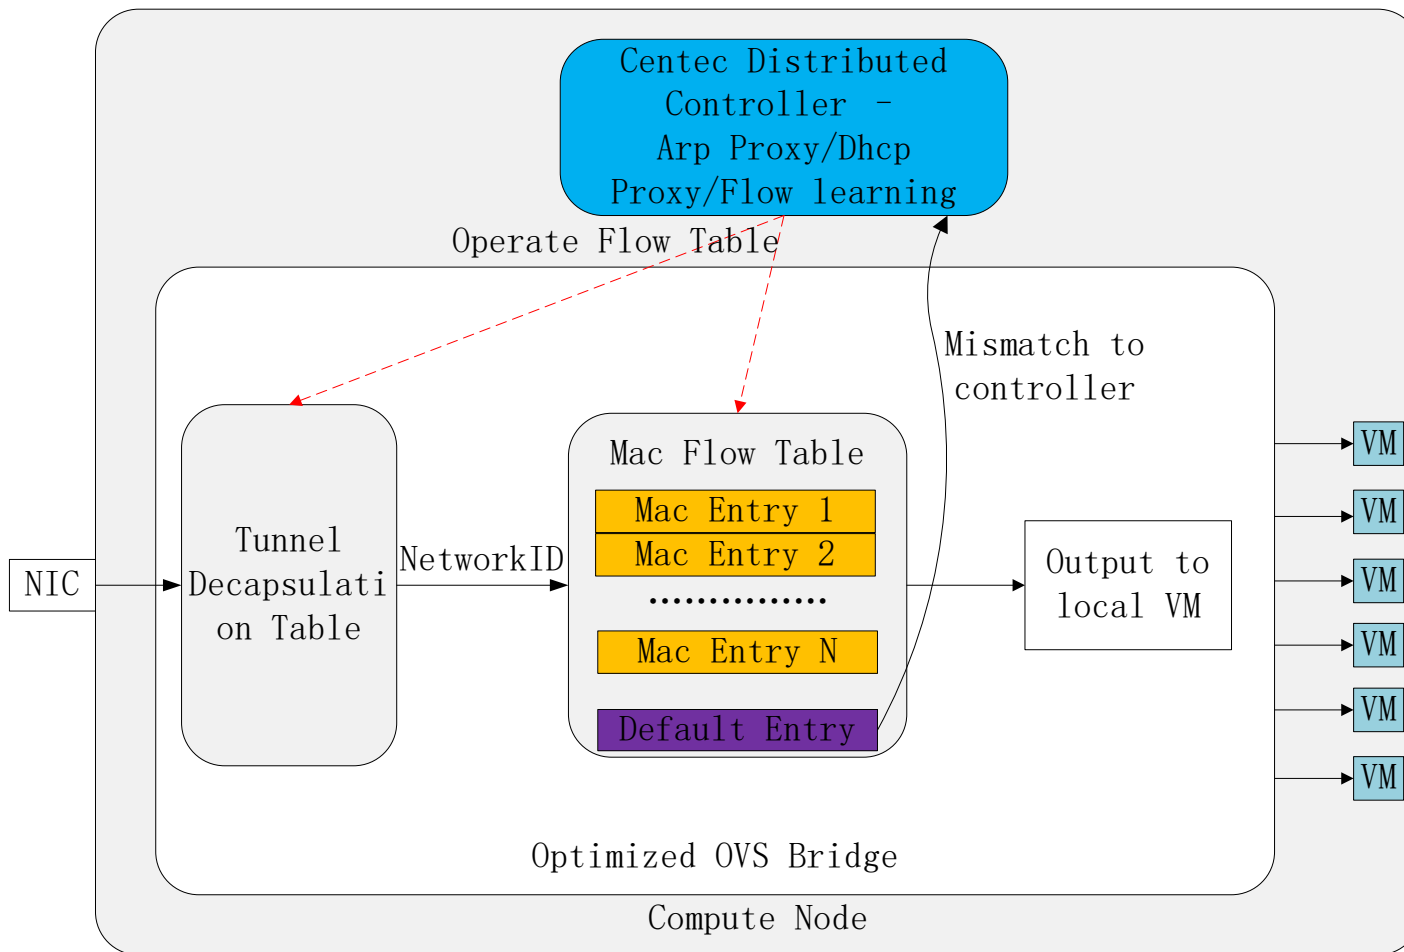 Centec Distributed
Controller -
Arp Proxy/Dhcp
Proxy/Flow learning
Operate Flow Table
Mismatch to
controller
NIC
Tunnel
Decapsulati
on Table
NetworkID
Mac Flow Table
Mac Entry 1
Mac Entry 2
...............
Mac Entry N
Default Entry
Output to
local VM
VM
VM
VM
VM
VM
VM
Optimized OVS Bridge
Compute Node